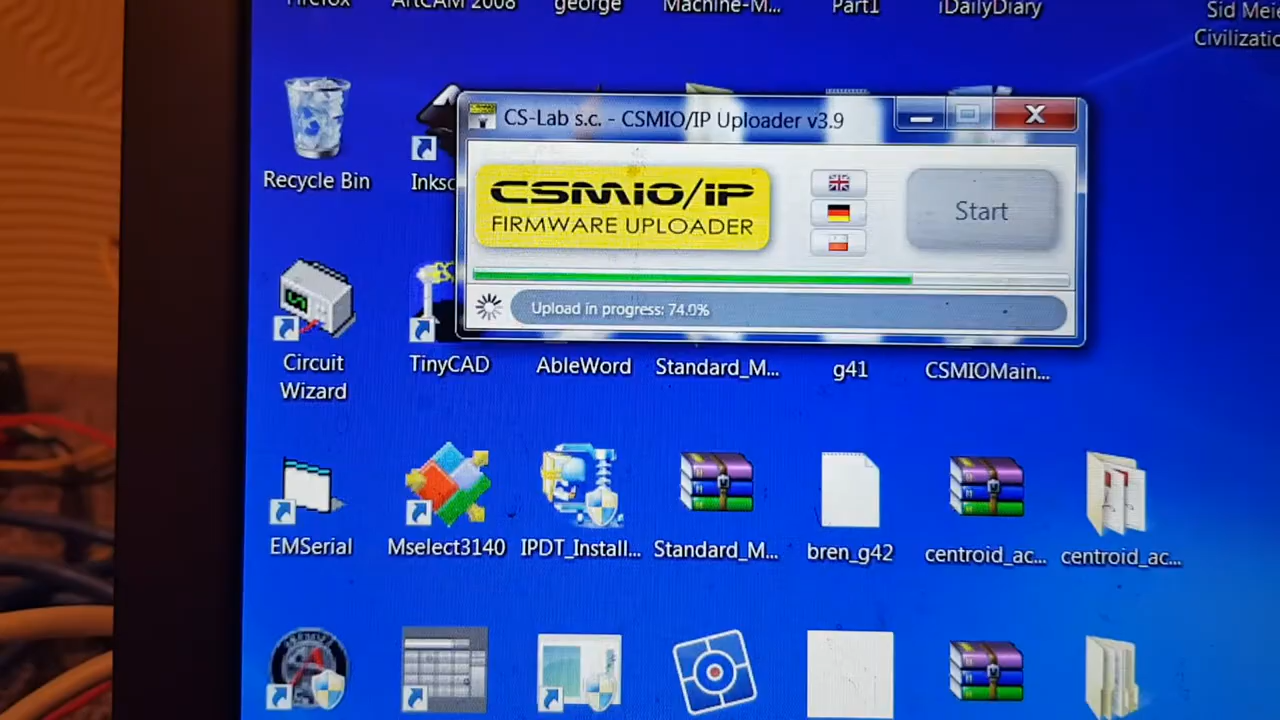 Firefox
ArtCAM 2008
george
Machine-M...
Part1
iDailyDiary
Sid Mei
Civilizatio
CS-Lab s.c. - CSMIO/IP Uploader v3.9
CSMIO/IP
FIRMWARE UPLOADER
Start
Upload in progress: 74.0%
Recycle Bin
Inksc
Circuit
Wizard
TinyCAD
AbleWord
Standard_M...
g41
CSMIOMain...
EMSerial
Mselect3140
IPDT_Install...
Standard_M...
bren_g42
centroid_ac...
centroid_ac...